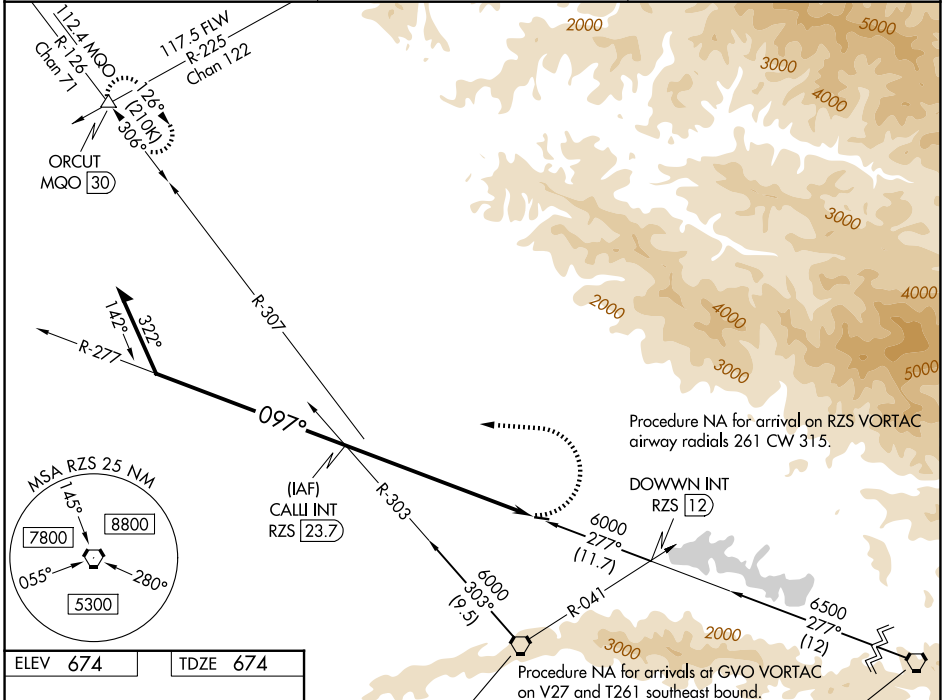 112.4 MQO
R-126
Chan 71
117.5 FLW
R-225
Chan 122
126°
(210K)
306°
ORCUT
MQO 30
2000
5000
3000
4000
3000
2000
4000
4000
3000
5000
R-307
322°
142°
R-277
097°
Procedure NA for arrival on RZS VORTAC
airway radials 261 CW 315.
(IAF)
CALLI INT
RZS 23.7
R-303
DOWWN INT
RZS 12
6000
277°
(11.7)
MSA RZS 25 NM
145°
7800
8800
055°
280°
5300
6000
303°
(9.5)
R-041
6500
277°
(12)
3000
2000
ELEV 674
TDZE 674
Procedure NA for arrivals at GVO VORTAC
on V27 and T261 southeast bound.